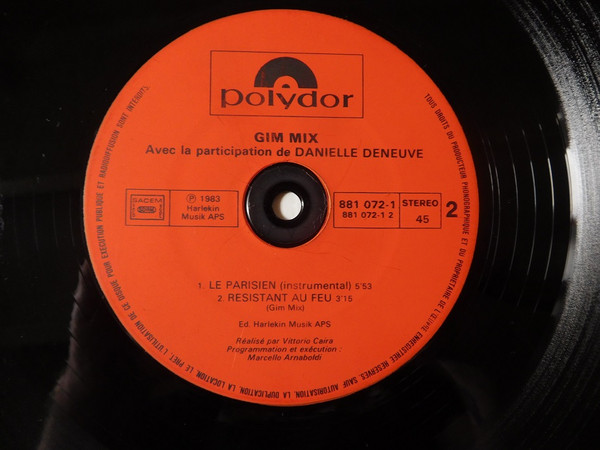 polydor
GIM MIX
Avec la participation de DANIELLE DENEUVE
SACEM
℗ 1983
Harlekin
Musik APS
881 072-1
881 072-1 2
STEREO
45
2
1. LE PARISIEN (instrumental) 5'53
2. RESISTANT AU FEU 3'15
(Gim Mix)
Ed. Harlekin Musik APS
Réalisé par Vittorio Caira
Programmation et exécution :
Marcello Arnaboldi
TOUS DROITS DU PRODUCTEUR PHONOGRAPHIQUE ET DU PROPRIETAIRE DE L'ŒUVRE ENREGISTREE RESERVES. SAUF AUTORISATION, LA DUPLICATION, LA LOCATION, LE PRET, L'UTILISATION DE CE DISQUE POUR EXECUTION PUBLIQUE ET RADIODIFFUSION SONT INTERDITS.